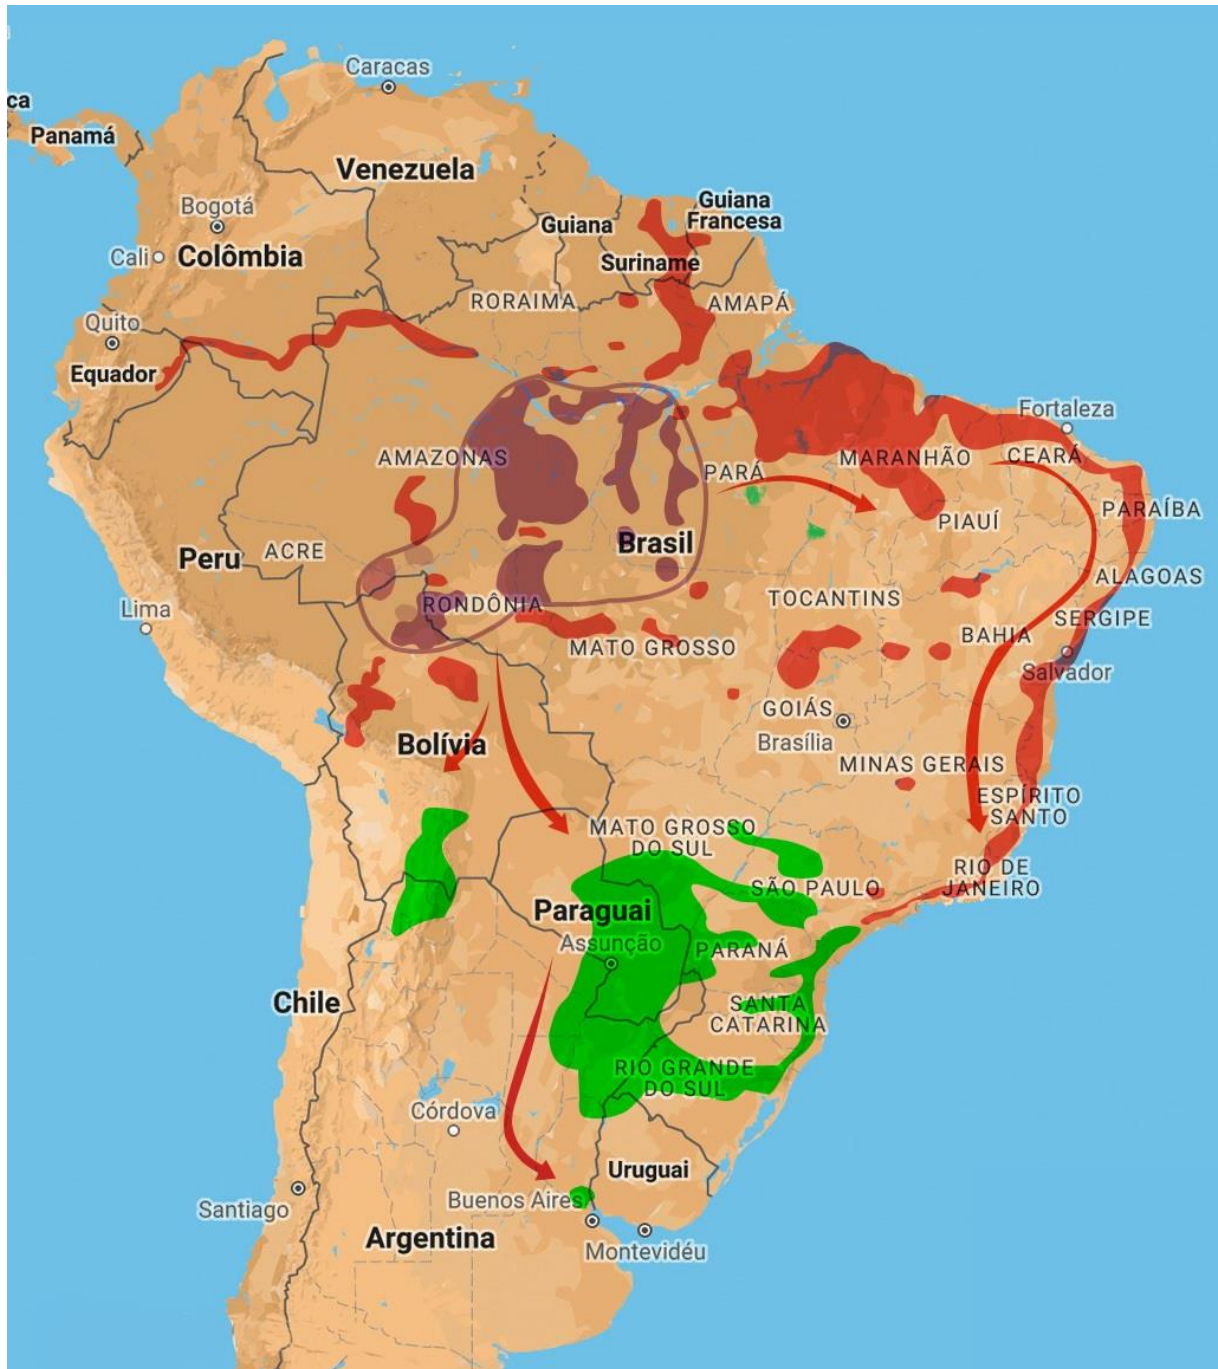 Caracas
ca
Panamá
Venezuela
Guiana
Francesa
Bogotá
Guiana
Cali
Colômbia
Suriname
RORAIMA
AMAPÁ
Quito
Equador
Fortaleza
AMAZONAS
PARÁ
MARANHÃO
CEARÁ
PARAÍBA
PIAUÍ
Brasil
Peru
ACRE
ALAGOAS
Lima
RONDÔNIA
TOCANTINS
SERGIPE
BAHIA
MATO GROSSO
Salvador
GOIÁS
Brasília
Bolívia
MINAS GERAIS
ESPÍRITO
SANTO
MATO GROSSO
DO SUL
RIO DE
JANEIRO
SÃO PAULO
Paraguai
Assunção
PARANÁ
Chile
SANTA
CATARINA
RIO GRANDE
DO SUL
Córdova
Uruguai
Santiago
Buenos Aires
Argentina
Montevidéu